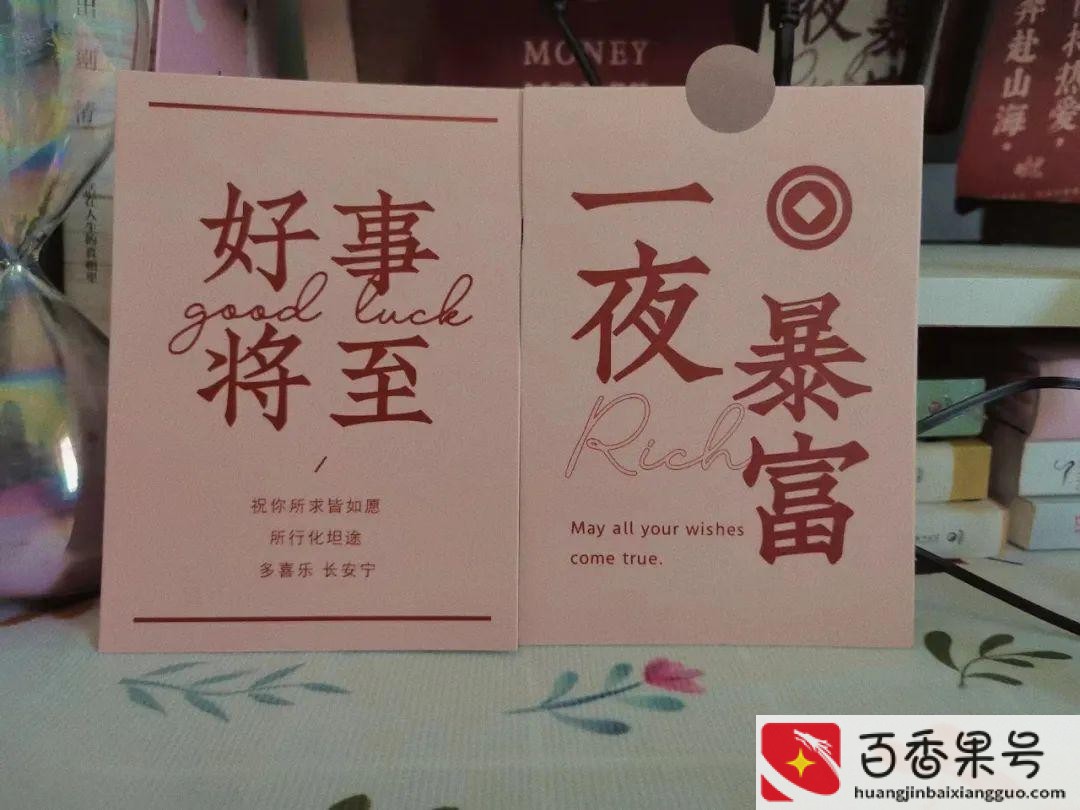 MONEY
奔赴山海·
热爱
好事
good luck
将至
/
祝你所求皆如愿
所行化坦途
多喜乐 长安宁
一夜
暴富
Rich
May all your wishes
come true.
百香果号
huangjinbaixiangguo.com